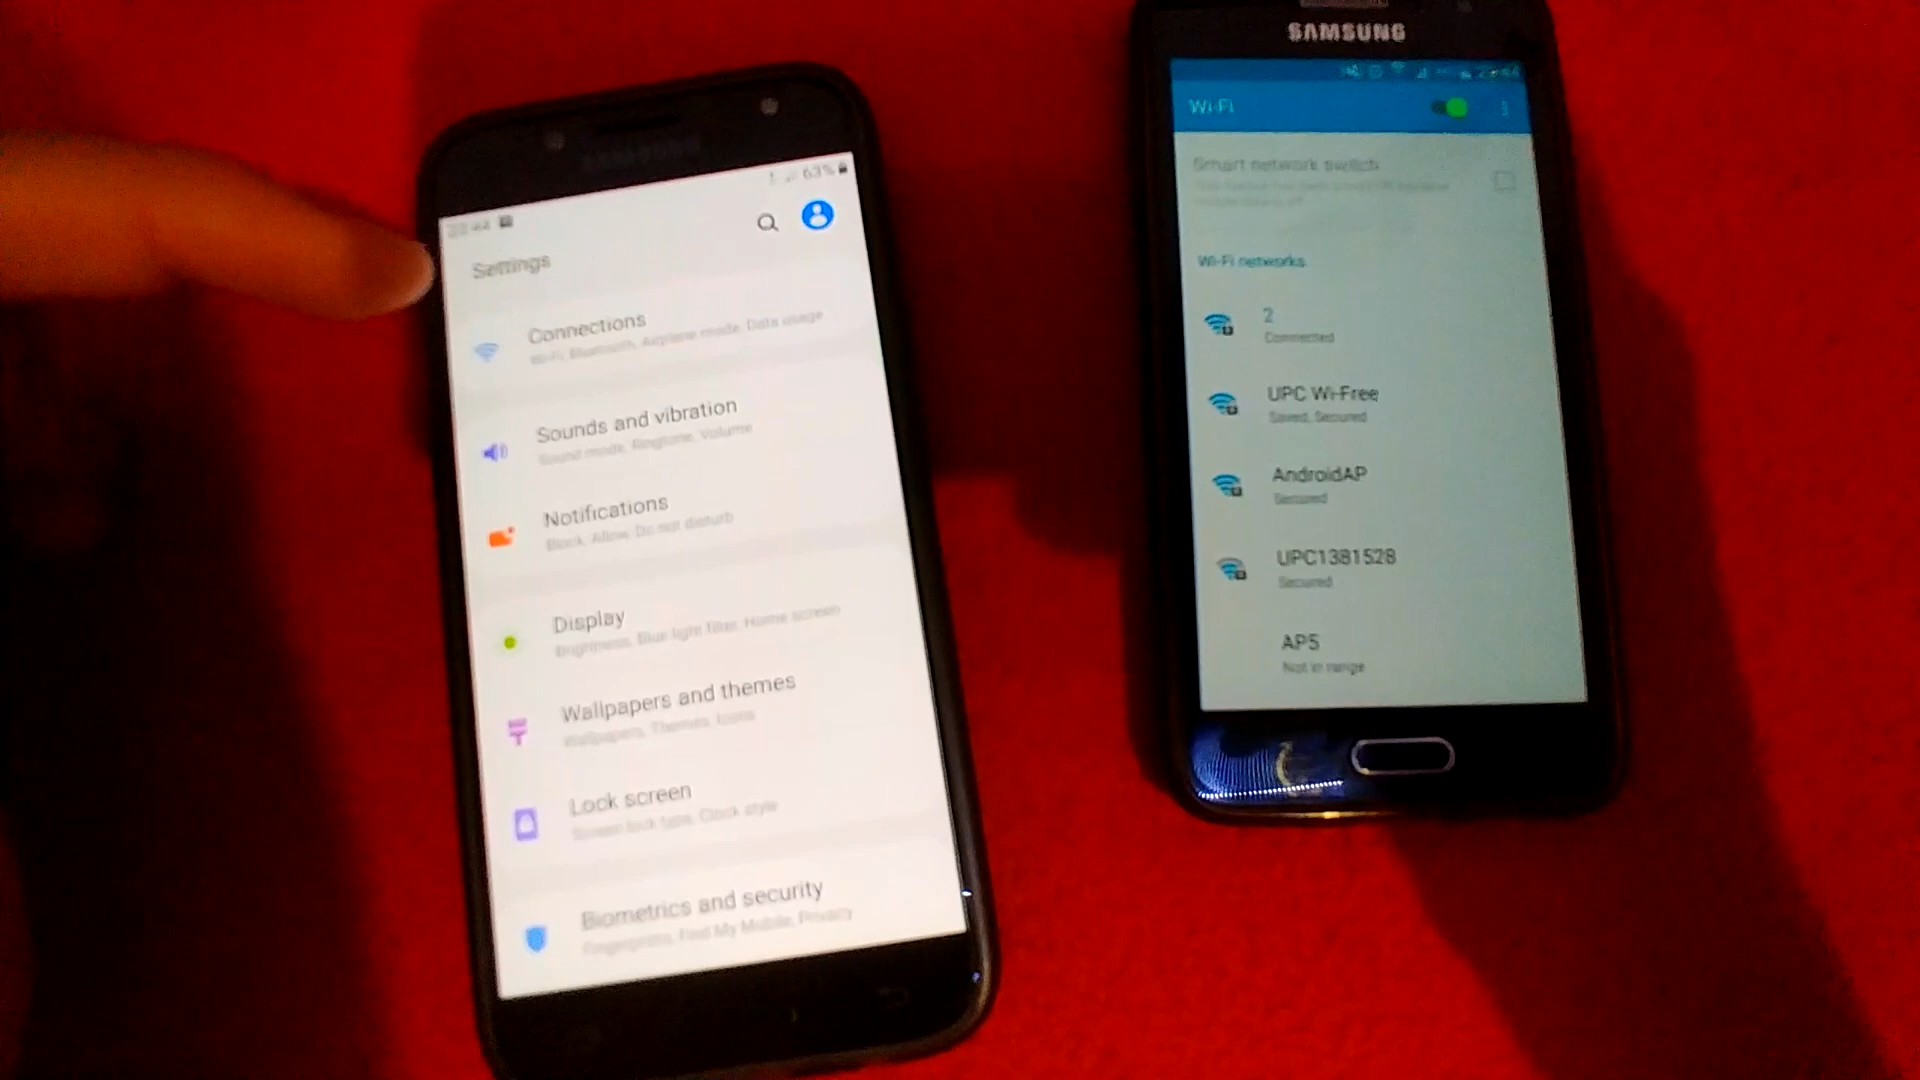 63%
Settings
Connections
Wi-Fi, Bluetooth, Airplane mode, Data usage
Sounds and vibration
Sound mode, Ringtone, Volume
Notifications
Block, Allow, Do not disturb
Display
Brightness, Blue light filter, Home screen
Wallpapers and themes
Wallpapers, Themes, Icons
Lock screen
Screen lock type, Clock style
Biometrics and security
Fingerprints, Find My Mobile, Privacy
SAMSUNG
Wi-Fi
Smart network switch
Wi-Fi networks
2
Connected
UPC Wi-Free
Saved, Secured
AndroidAP
Secured
UPC1381528
Secured
AP5
Not in range